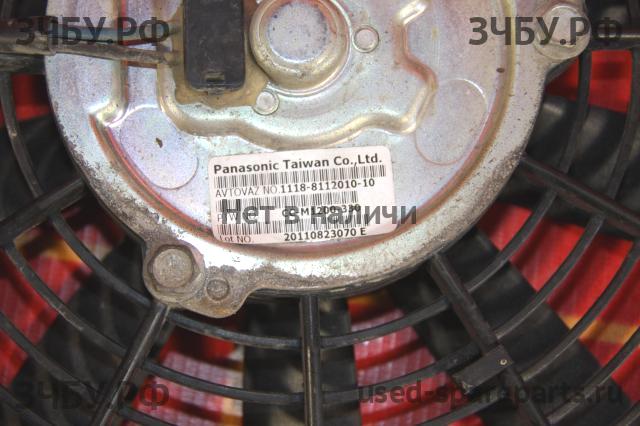 ЗЧБУ.РФ
ЗЧБУ.РФ
Panasonic Taiwan Co.,Ltd.
AVTOVAZ NO.1118-8112010-10
Нет в наличии
Lot NO. 20110823070 E
ЗЧБУ.РФ
used-spareparts.ru